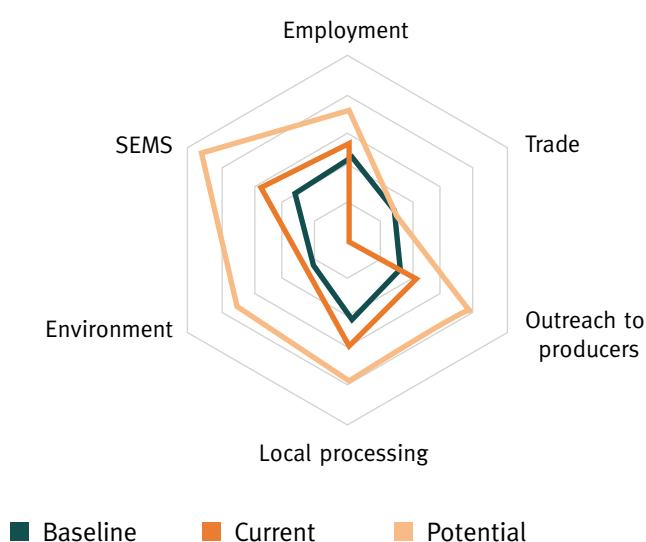 Employment
SEMS
Trade
Environment
Outreach to
producers
Local processing
Baseline
Current
Potential